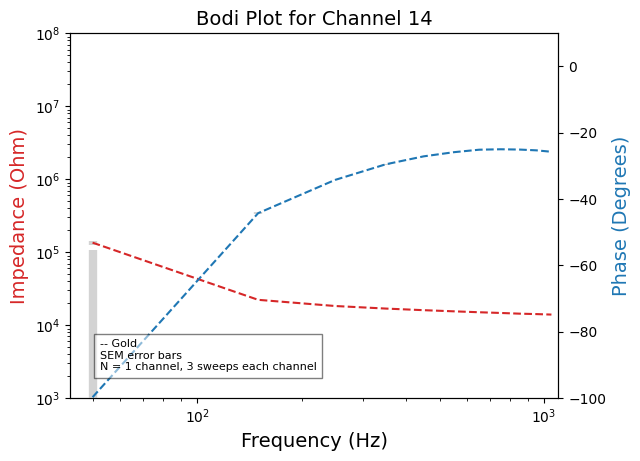 Bodi Plot for Channel 14
10^8
10^7
10^6
10^5
10^4
10^3
Impedance (Ohm)
0
−20
−40
−60
−80
−100
Phase (Degrees)
-- Gold
SEM error bars
N = 1 channel, 3 sweeps each channel
10^2
10^3
Frequency (Hz)